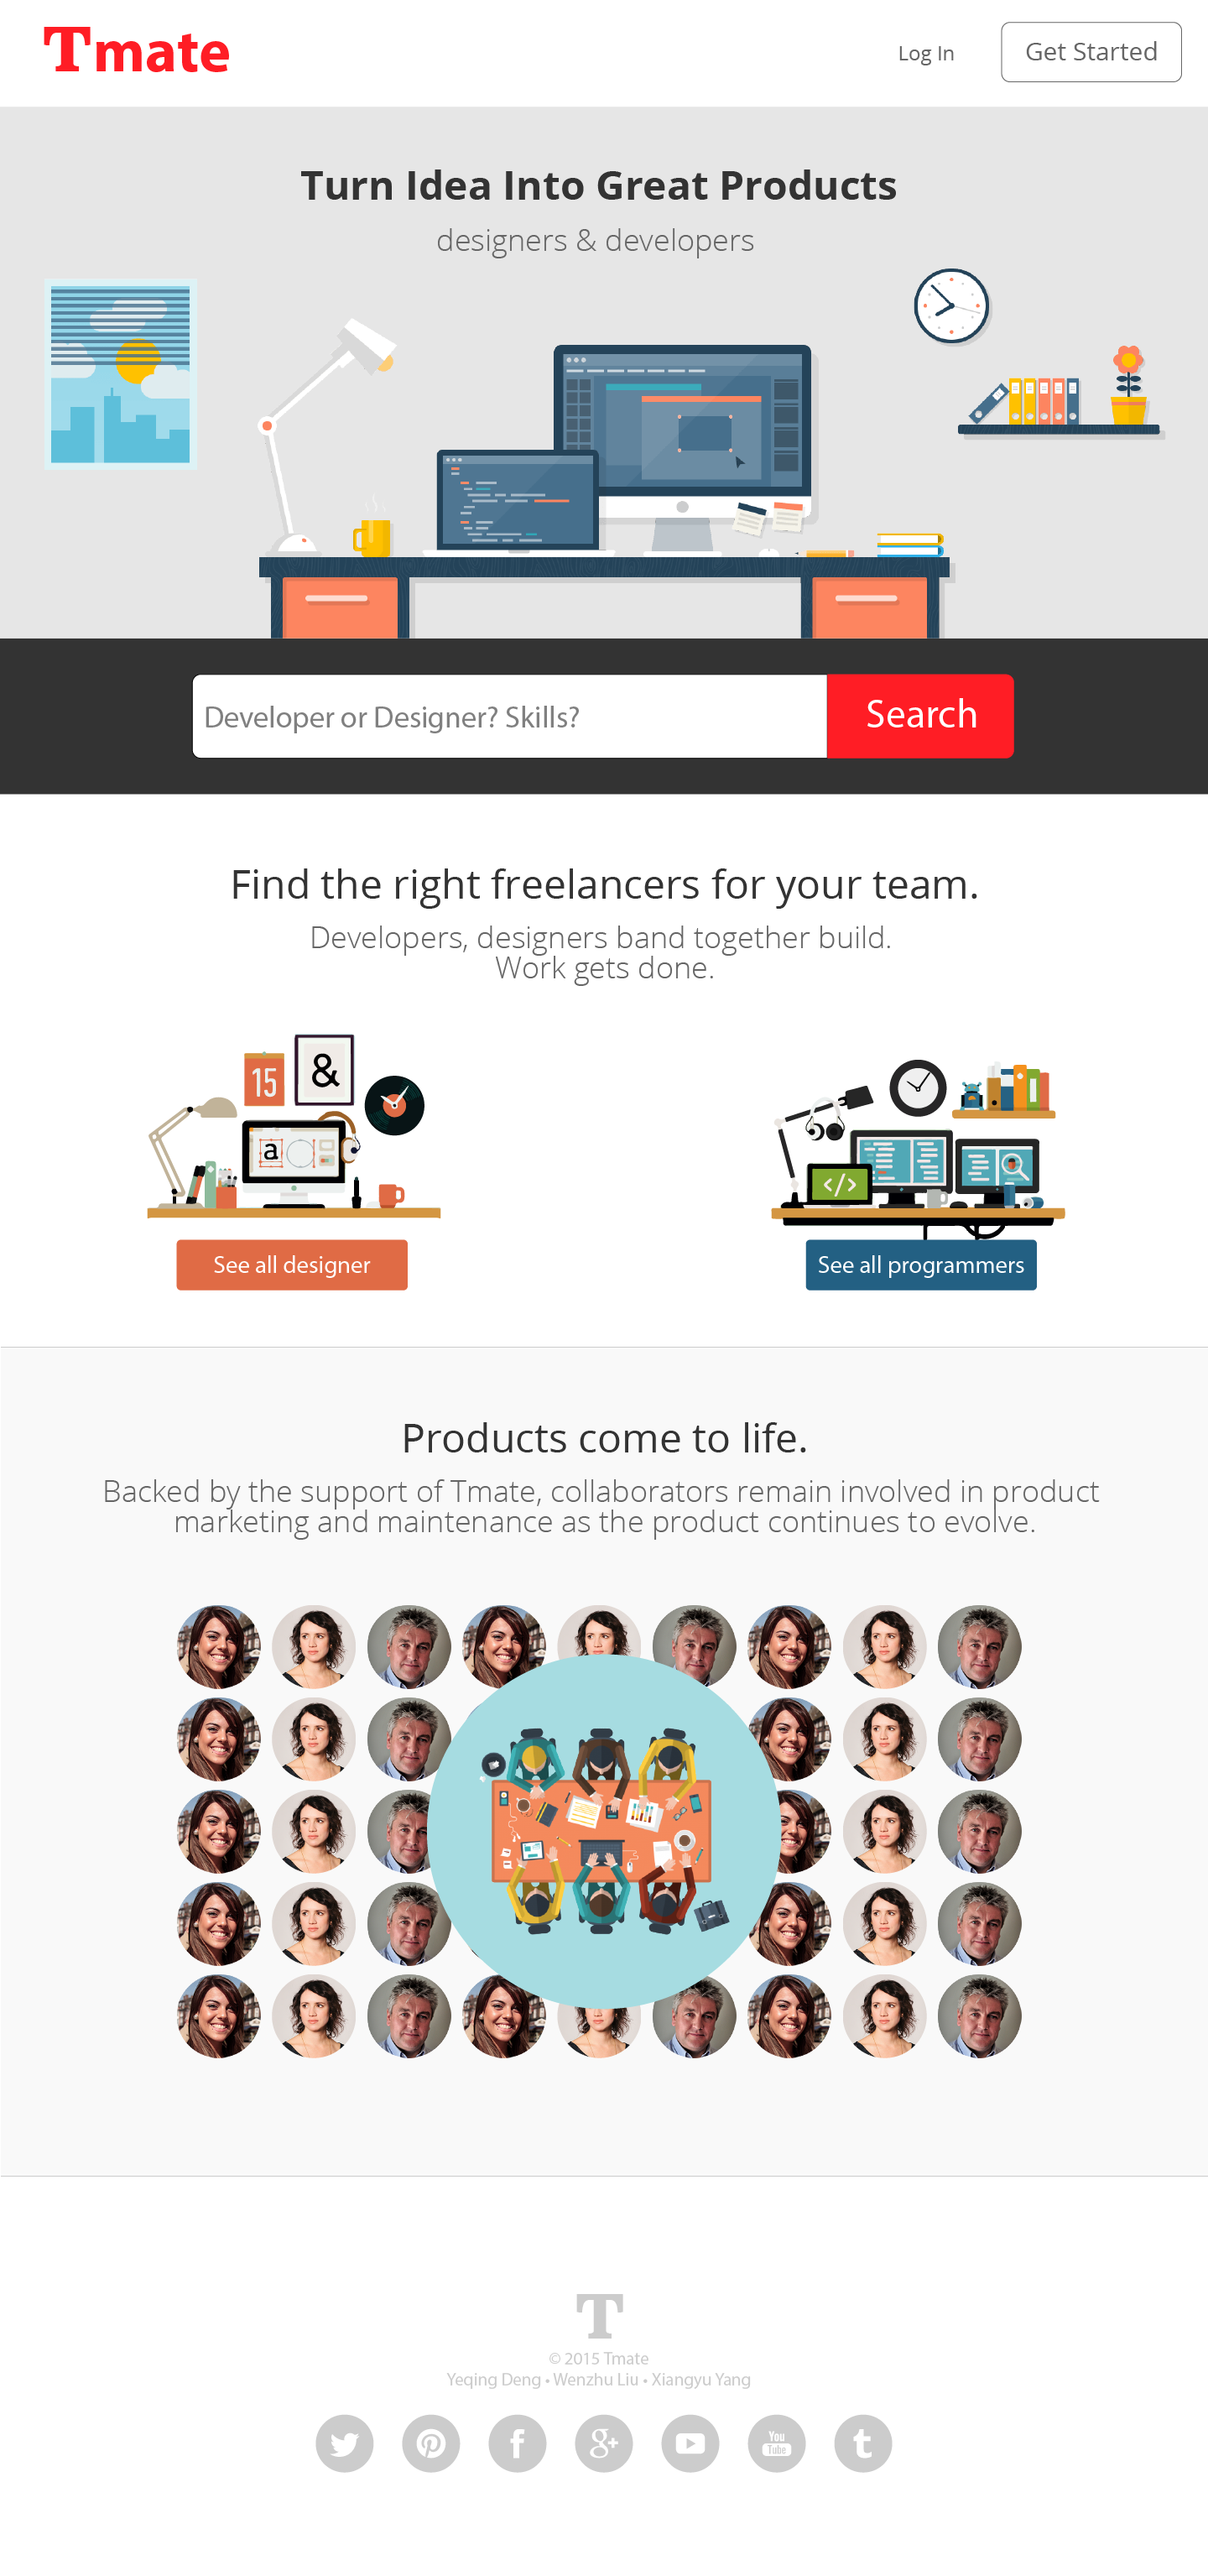 Tmate
Log In
Get Started
Turn Idea Into Great Products
designers & developers
Developer or Designer? Skills?
Search
Find the right freelancers for your team.
Developers, designers band together build.
Work gets done.
15
&
a
</>
See all designer
See all programmers
Products come to life.
Backed by the support of Tmate, collaborators remain involved in product
marketing and maintenance as the product continues to evolve.
T
© 2015 Tmate
Yeqing Deng • Wenzhu Liu • Xiangyu Yang
f
g+
You
Tube
t